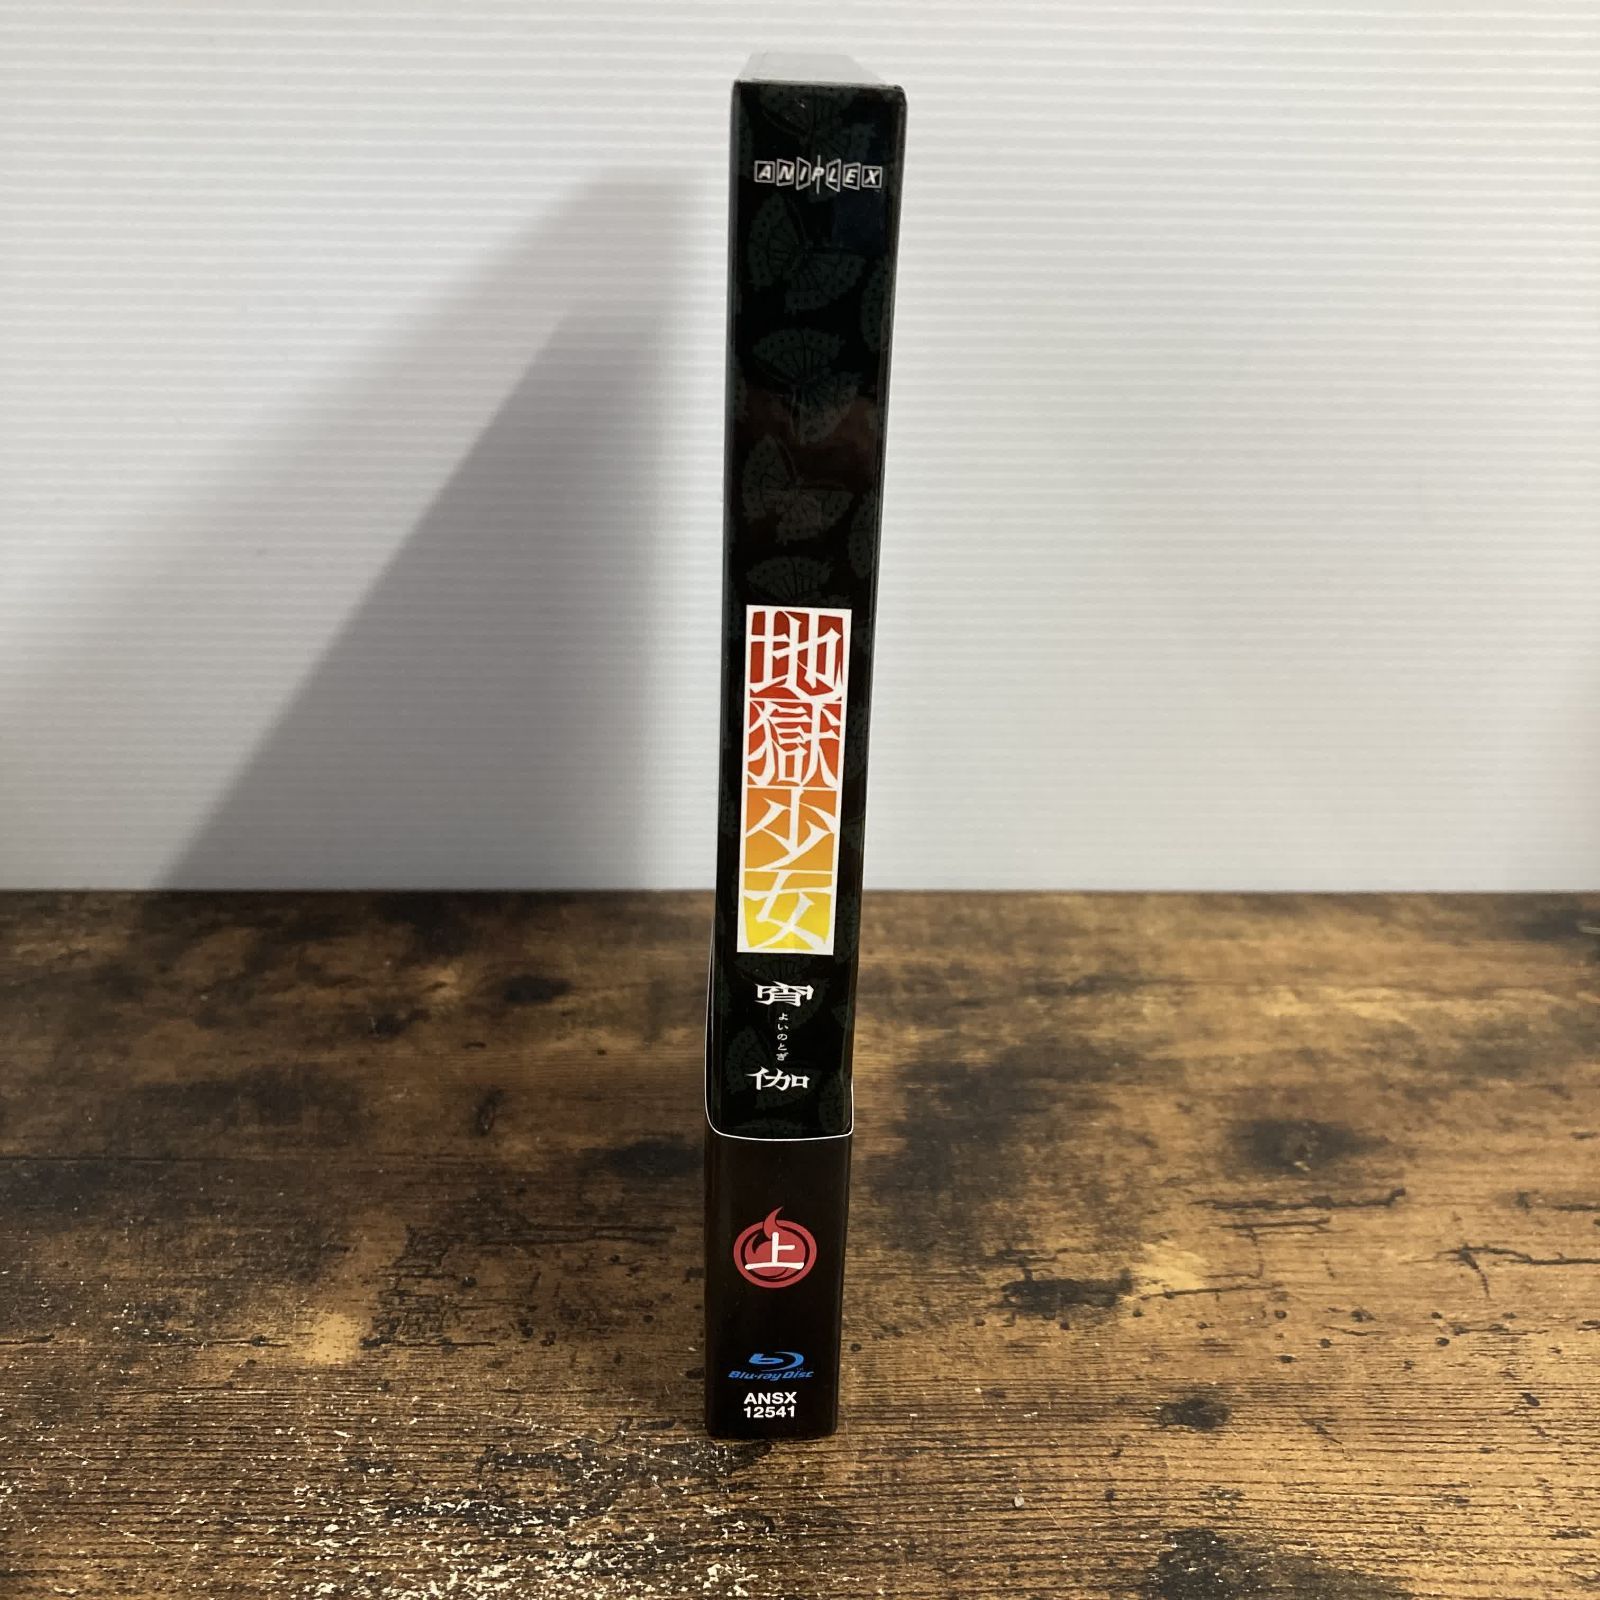 ANIPLEX
地獄少女
宵伽
よいのとぎ
上
Blu-ray Disc
ANSX
12541